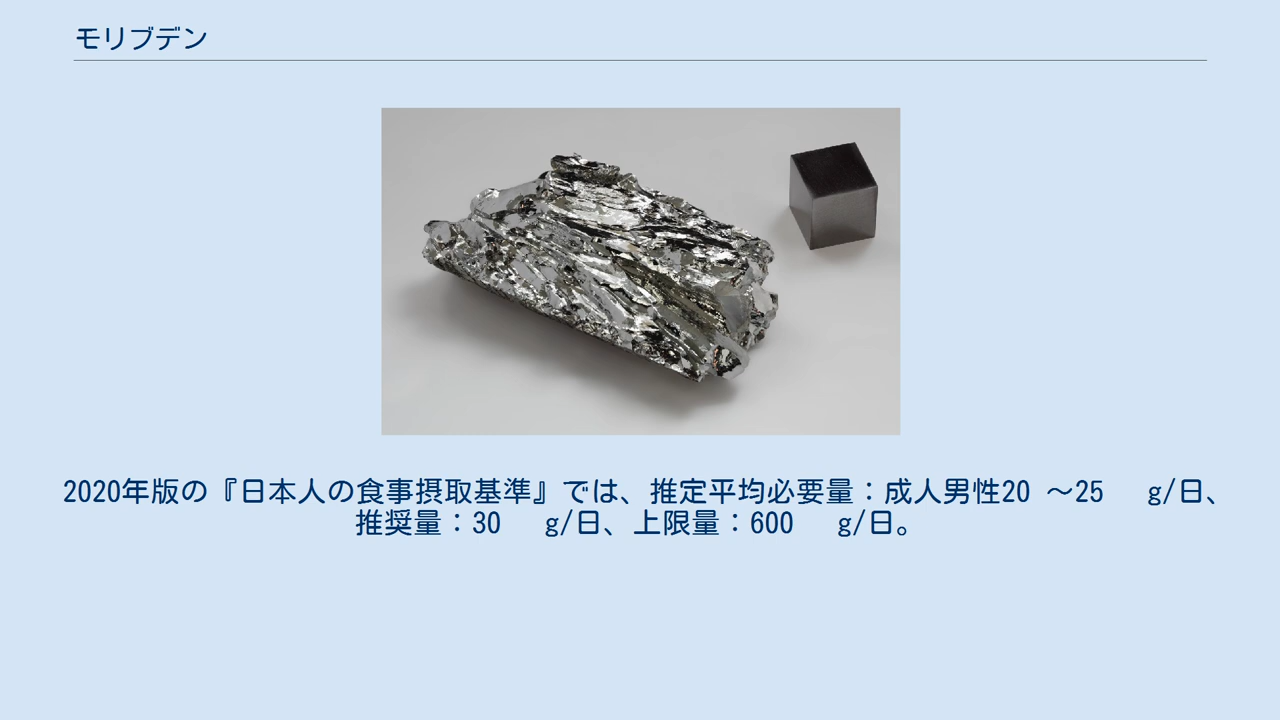 モリブデン
2020年版の『日本人の食事摂取基準』では、推定平均必要量：成人男性20 〜25   g/日、
推奨量：30   g/日、上限量：600   g/日。